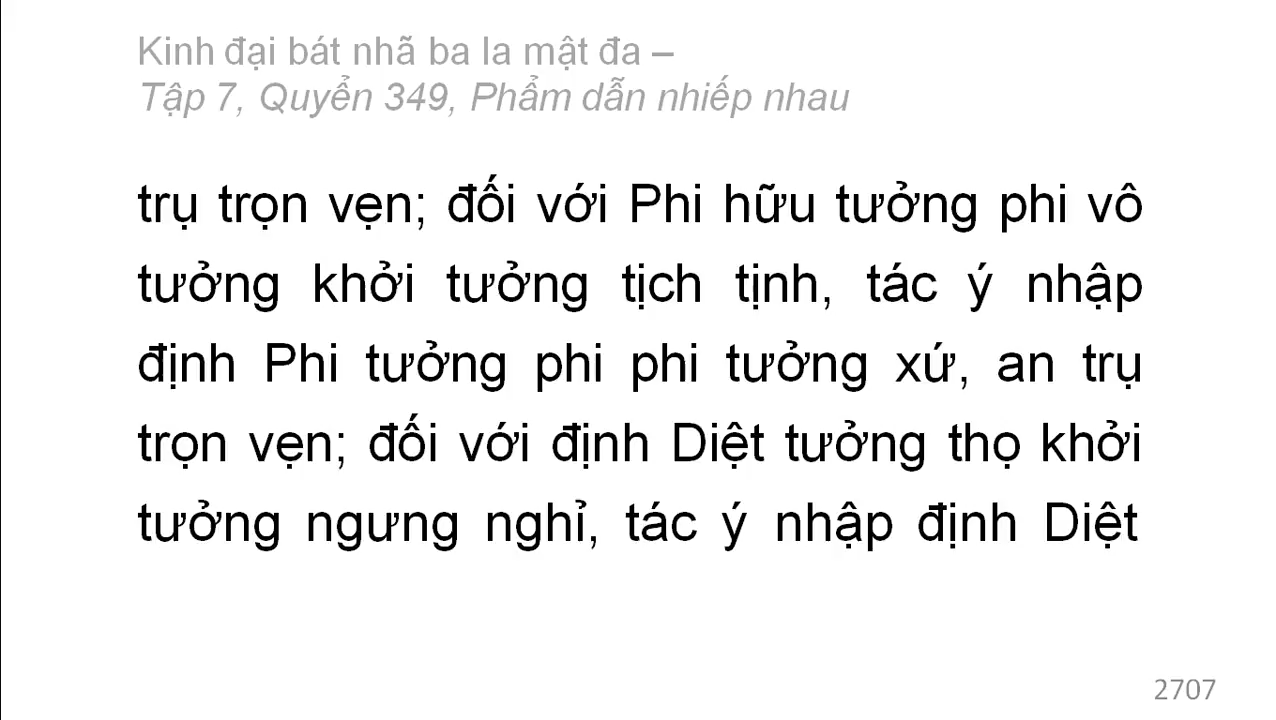 Kinh đại bát nhã ba la mật đa –
Tập 7, Quyển 349, Phẩm dẫn nhiếp nhau
trụ trọn vẹn; đối với Phi hữu tưởng phi vô
tưởng khởi tưởng tịch tịnh, tác ý nhập
định Phi tưởng phi phi tưởng xứ, an trụ
trọn vẹn; đối với định Diệt tưởng thọ khởi
tưởng ngưng nghỉ, tác ý nhập định Diệt
2707